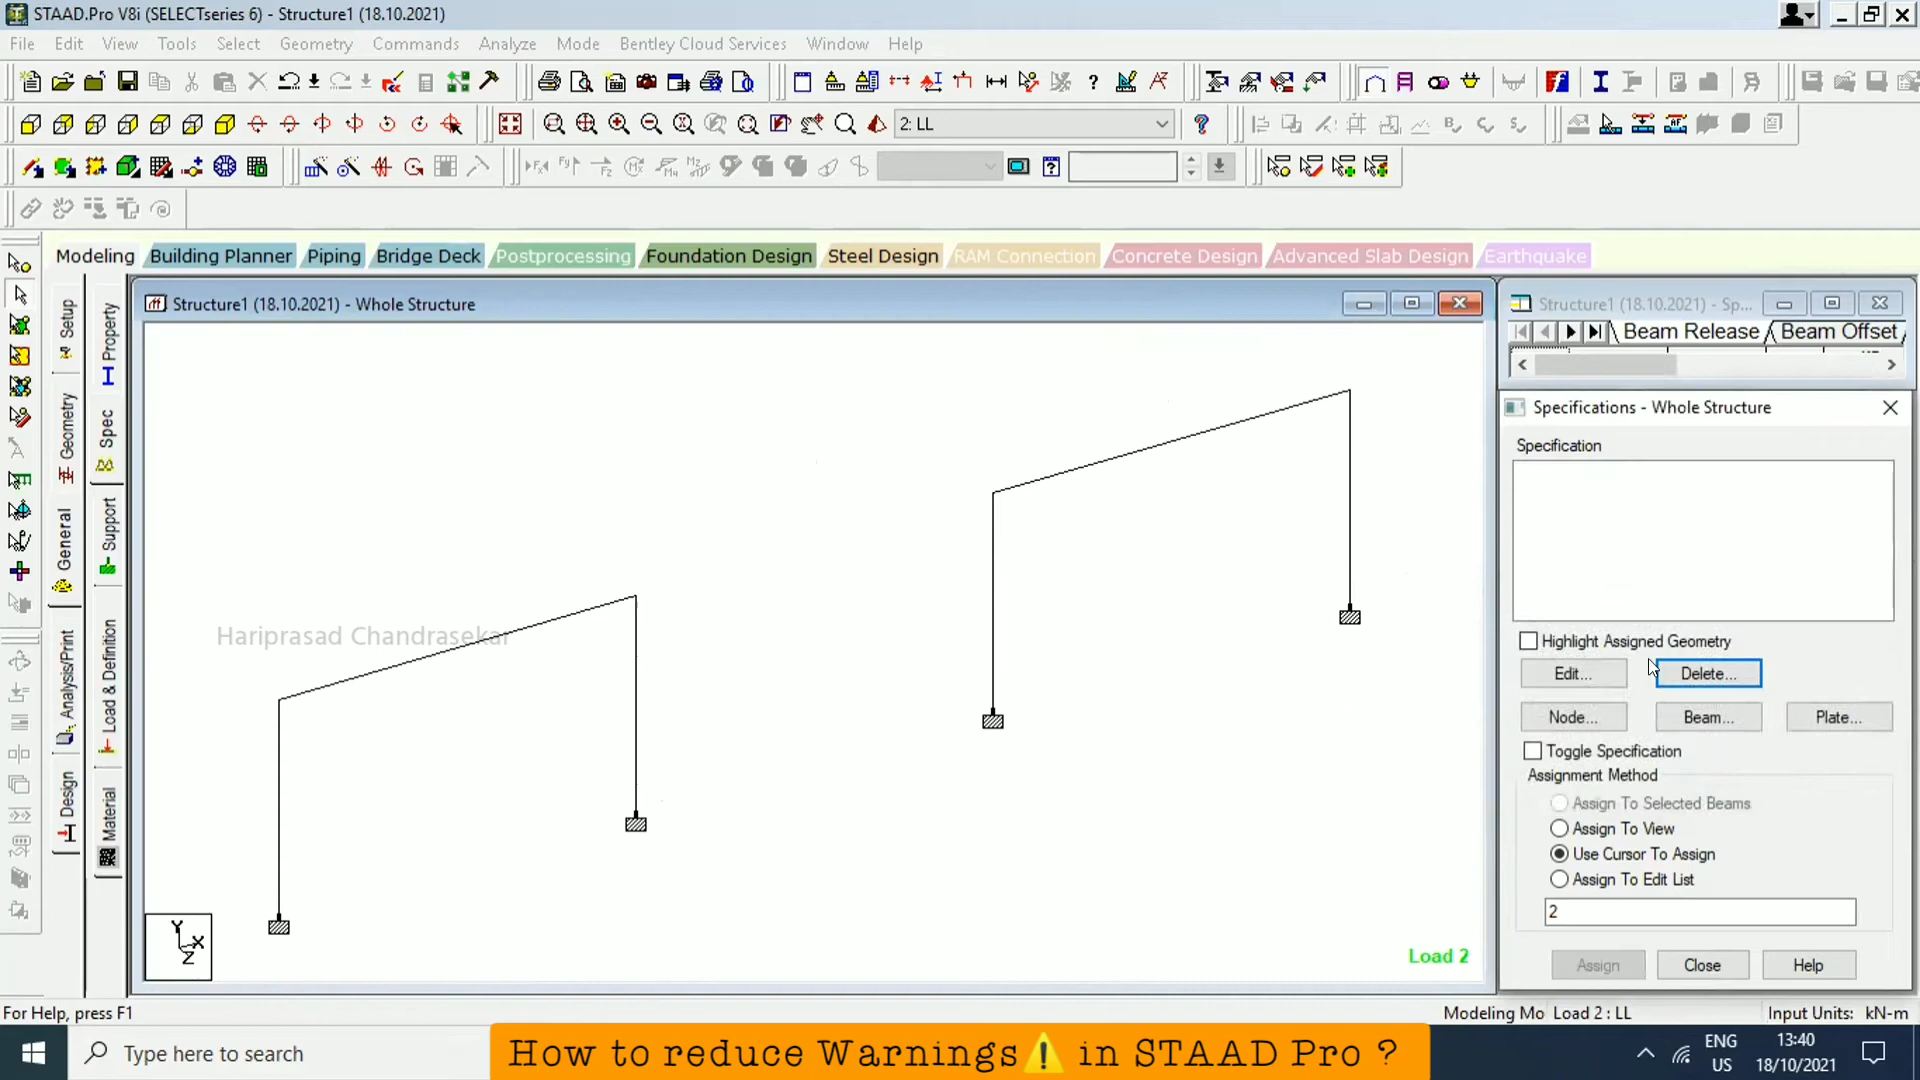 STAAD.Pro V8i (SELECTseries 6) - Structure1 (18.10.2021)
File Edit View Tools Select Geometry Commands Analyze Mode Bentley Cloud Services Window Help
2: LL
Modeling Building Planner Piping Bridge Deck Postprocessing Foundation Design Steel Design RAM Connection Concrete Design Advanced Slab Design Earthquake
Setup
Geometry
General
Analysis/Print
Design
Property
Spec
Support
Load & Definition
Material
Structure1 (18.10.2021) - Whole Structure
Hariprasad Chandrasekar
Y
X
Z
Load 2
Structure1 (18.10.2021) - Sp...
Beam Release Beam Offset
Specifications - Whole Structure
Specification
Highlight Assigned Geometry
Edit... Delete...
Node... Beam... Plate...
Toggle Specification
Assignment Method
Assign To Selected Beams
Assign To View
Use Cursor To Assign
Assign To Edit List
2
Assign Close Help
For Help, press F1
Modeling Mo Load 2 : LL Input Units: kN-m
Type here to search
How to reduce Warnings⚠️ in STAAD Pro ?
ENG
US
13:40
18/10/2021